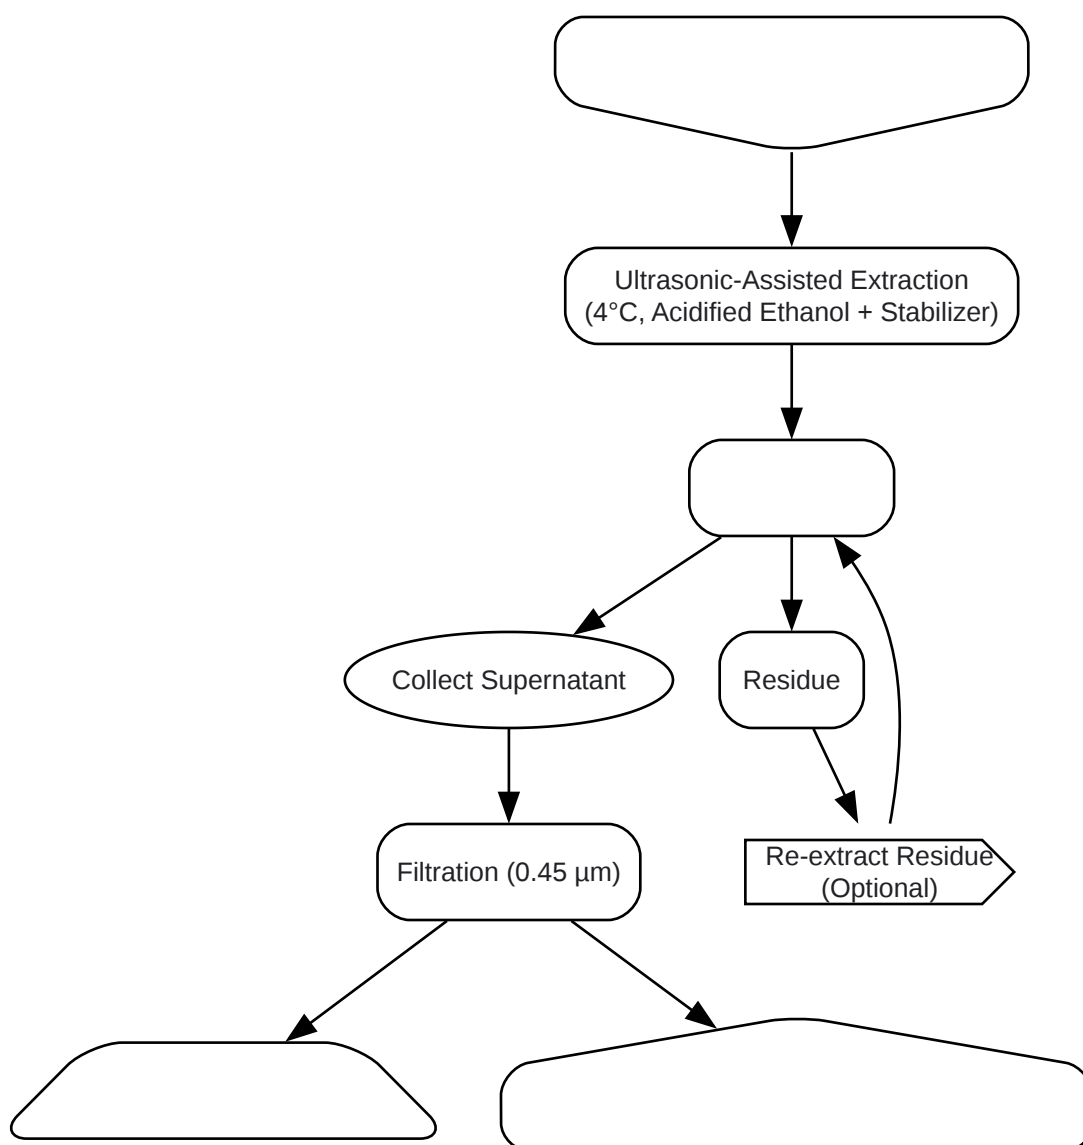 Ultrasonic-Assisted Extraction
(4°C, Acidified Ethanol + Stabilizer)
Collect Supernatant
Residue
Filtration (0.45 µm)
Re-extract Residue
(Optional)